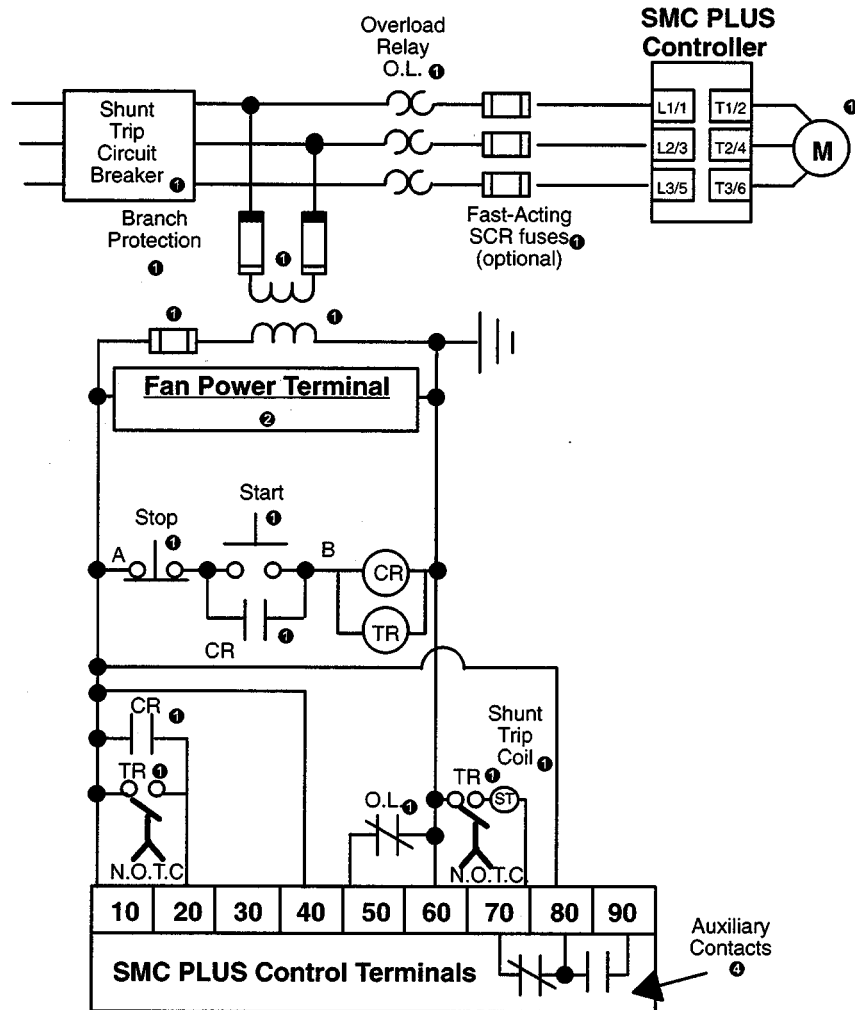 SMC PLUS
Controller
Overload
Relay
O.L. ❶
Shunt
Trip
Circuit
Breaker ❶
L1/1 T1/2 ❶
L2/3 T2/4 M
L3/5 T3/6
Branch
Protection
❶
Fast-Acting
SCR fuses ❶
(optional)
❶
❶ ❶
Fan Power Terminal
❷
Start
❶
Stop
❶
A B CR
TR
CR ❶
CR ❶
TR ❶
N.O.T.C
Shunt
Trip
Coil ❶
O.L. ❶
TR ❶ ST
N.O.T.C.
10 20 30 40 50 60 70 80 90
SMC PLUS Control Terminals
Auxiliary
Contacts
❹